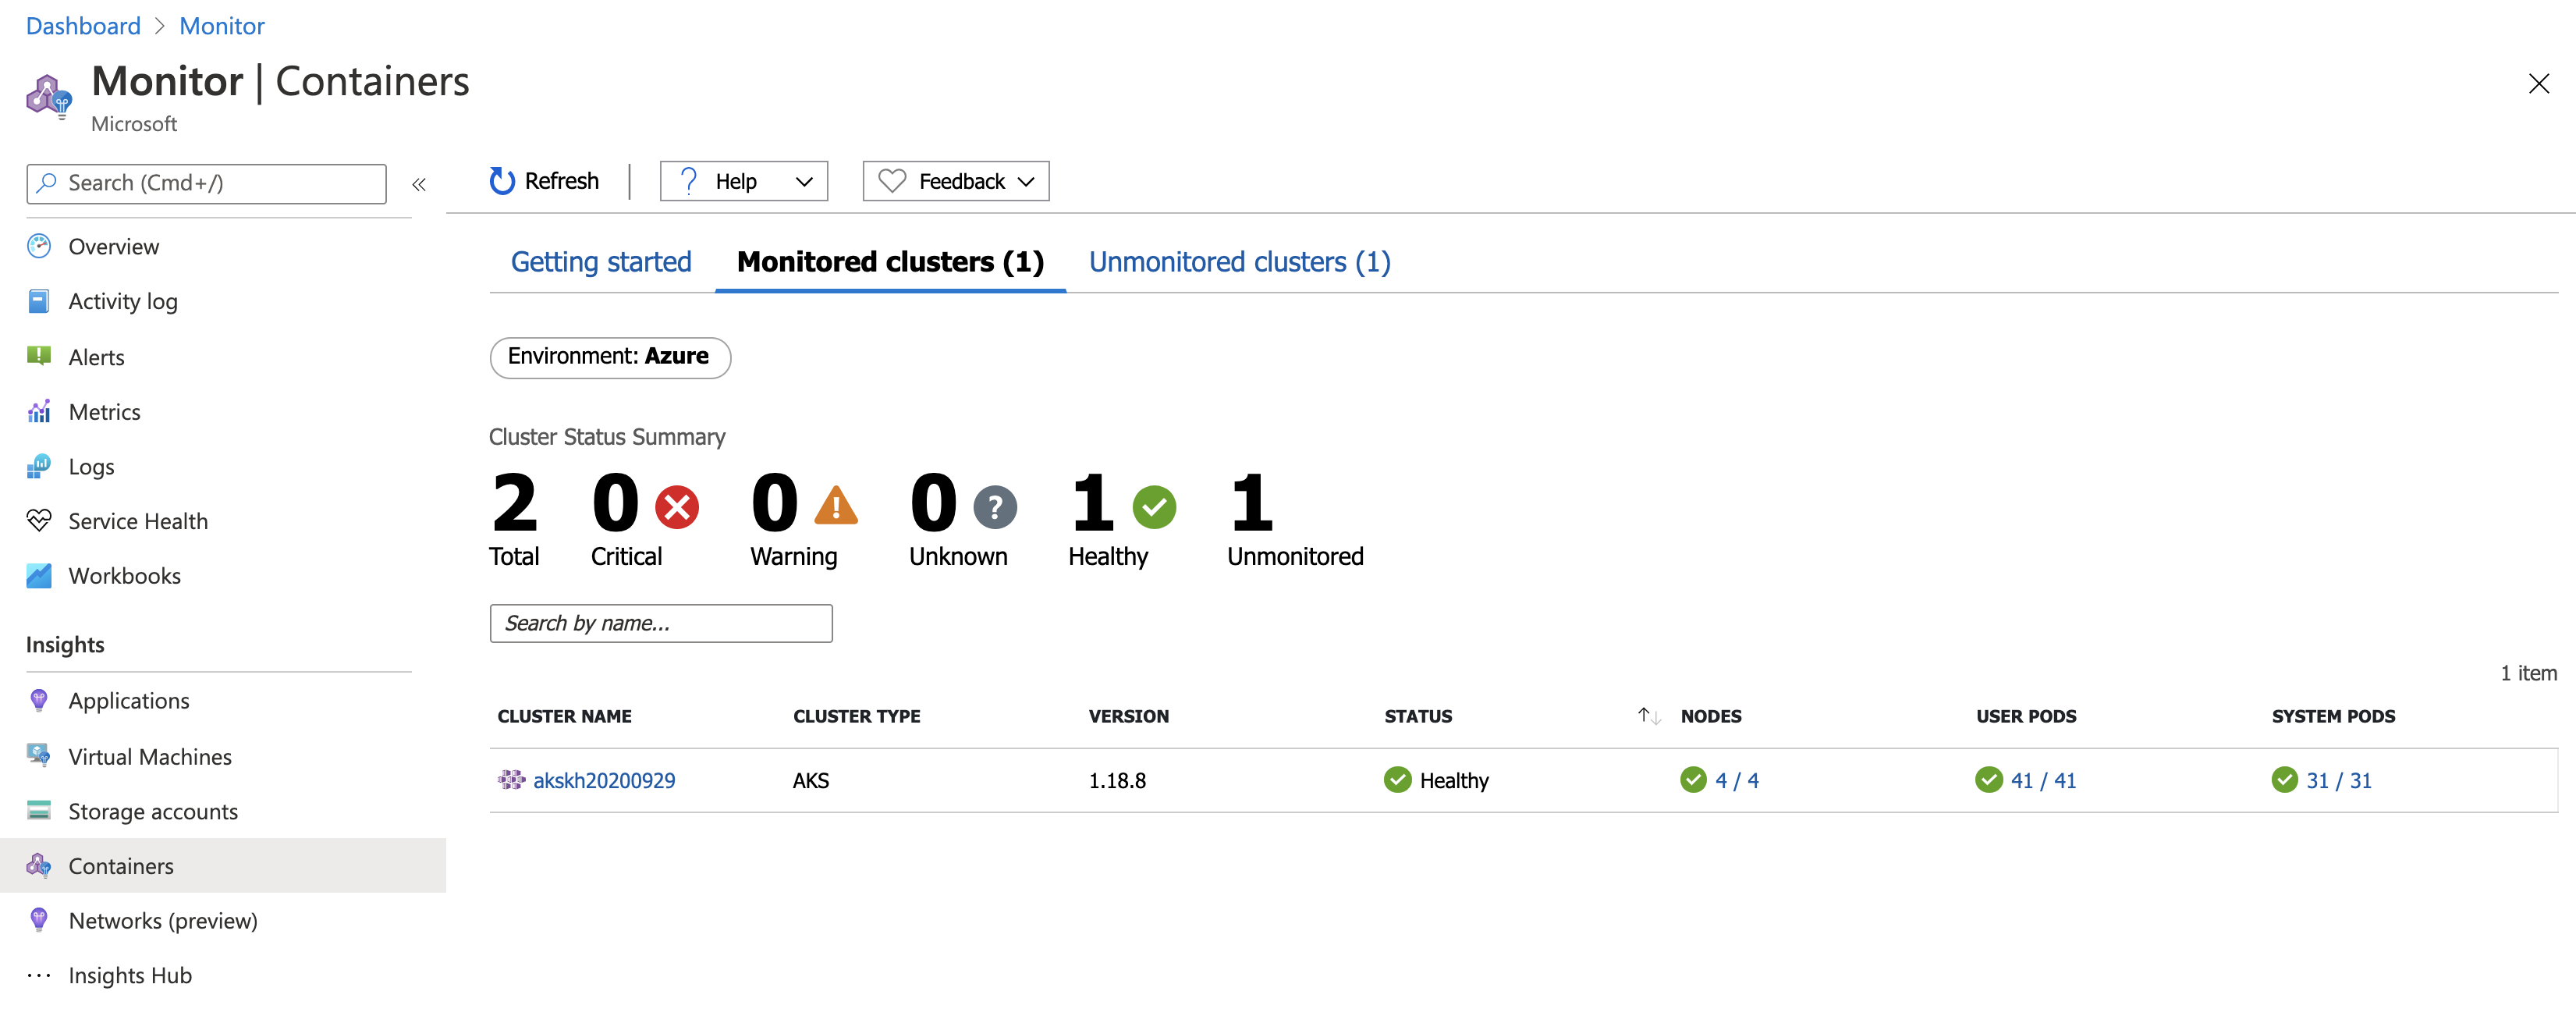 Dashboard > Monitor
Monitor | Containers
Microsoft
Search (Cmd+/)
«
Overview
Activity log
Alerts
Metrics
Logs
Service Health
Workbooks
Insights
Applications
Virtual Machines
Storage accounts
Containers
Networks (preview)
Insights Hub
Refresh
Help
Feedback
Getting started
Monitored clusters (1)
Unmonitored clusters (1)
Environment: Azure
Cluster Status Summary
2 0 0 0 1 1
Total Critical Warning Unknown Healthy Unmonitored
Search by name...
1 item
CLUSTER NAME CLUSTER TYPE VERSION STATUS NODES USER PODS SYSTEM PODS
akskh20200929 AKS 1.18.8 Healthy 4 / 4 41 / 41 31 / 31